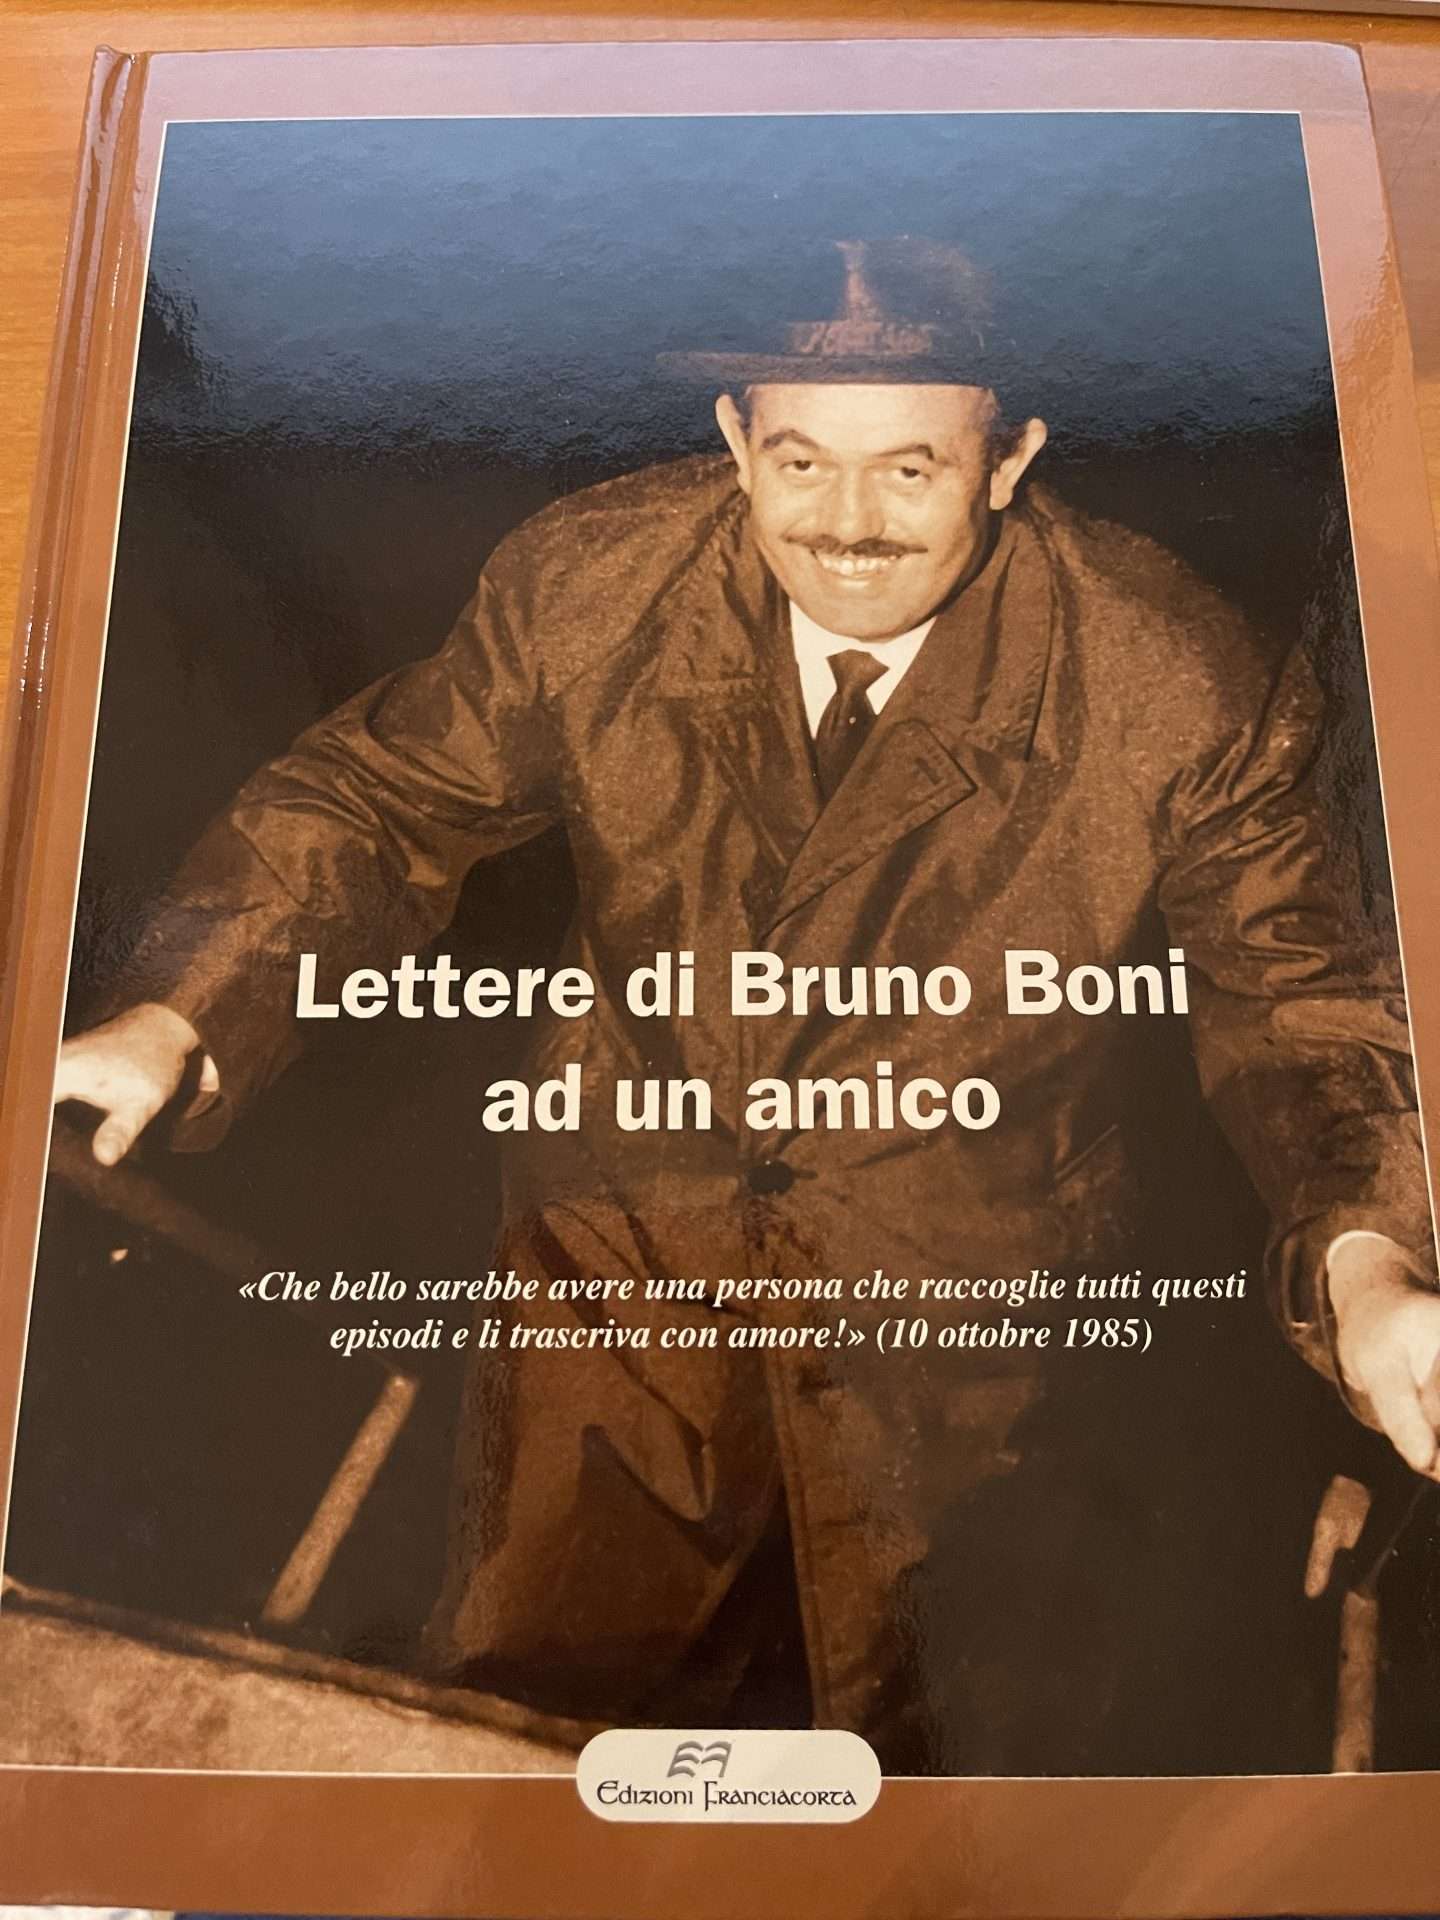 Lettere di Bruno Boni
ad un amico
«Che bello sarebbe avere una persona che raccoglie tutti questi
episodi e li trascriva con amore!» (10 ottobre 1985)
Edizioni Franciacorta